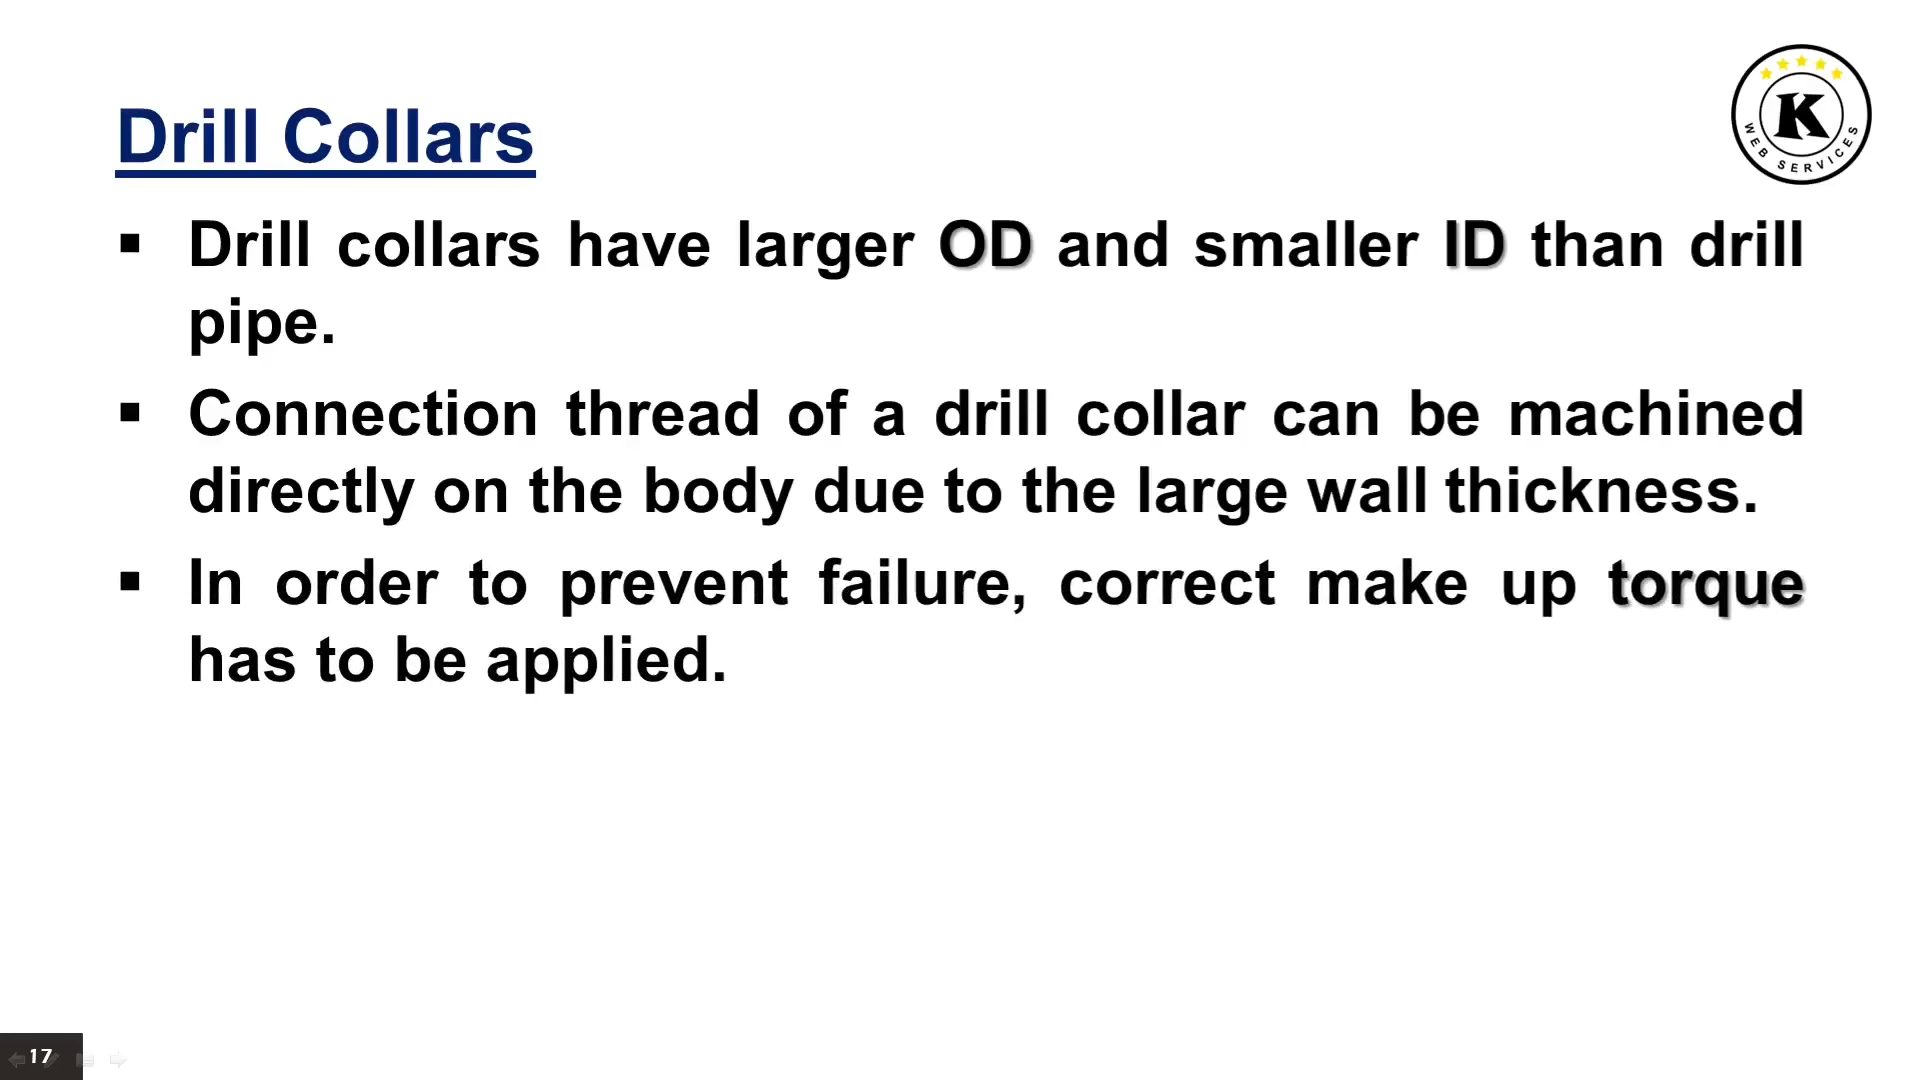 Drill Collars
K
WEB SERVICES
▪ Drill collars have larger OD and smaller ID than drill
pipe.
▪ Connection thread of a drill collar can be machined
directly on the body due to the large wall thickness.
▪ In order to prevent failure, correct make up torque
has to be applied.
17